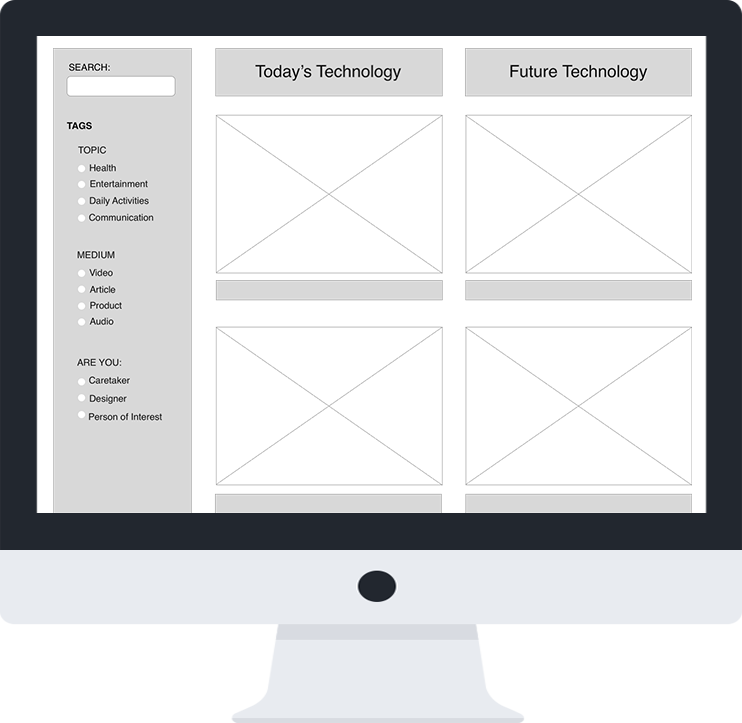 SEARCH:
TAGS
TOPIC
Health
Entertainment
Daily Activities
Communication
MEDIUM
Video
Article
Product
Audio
ARE YOU:
Caretaker
Designer
Person of Interest
Today's Technology
Future Technology